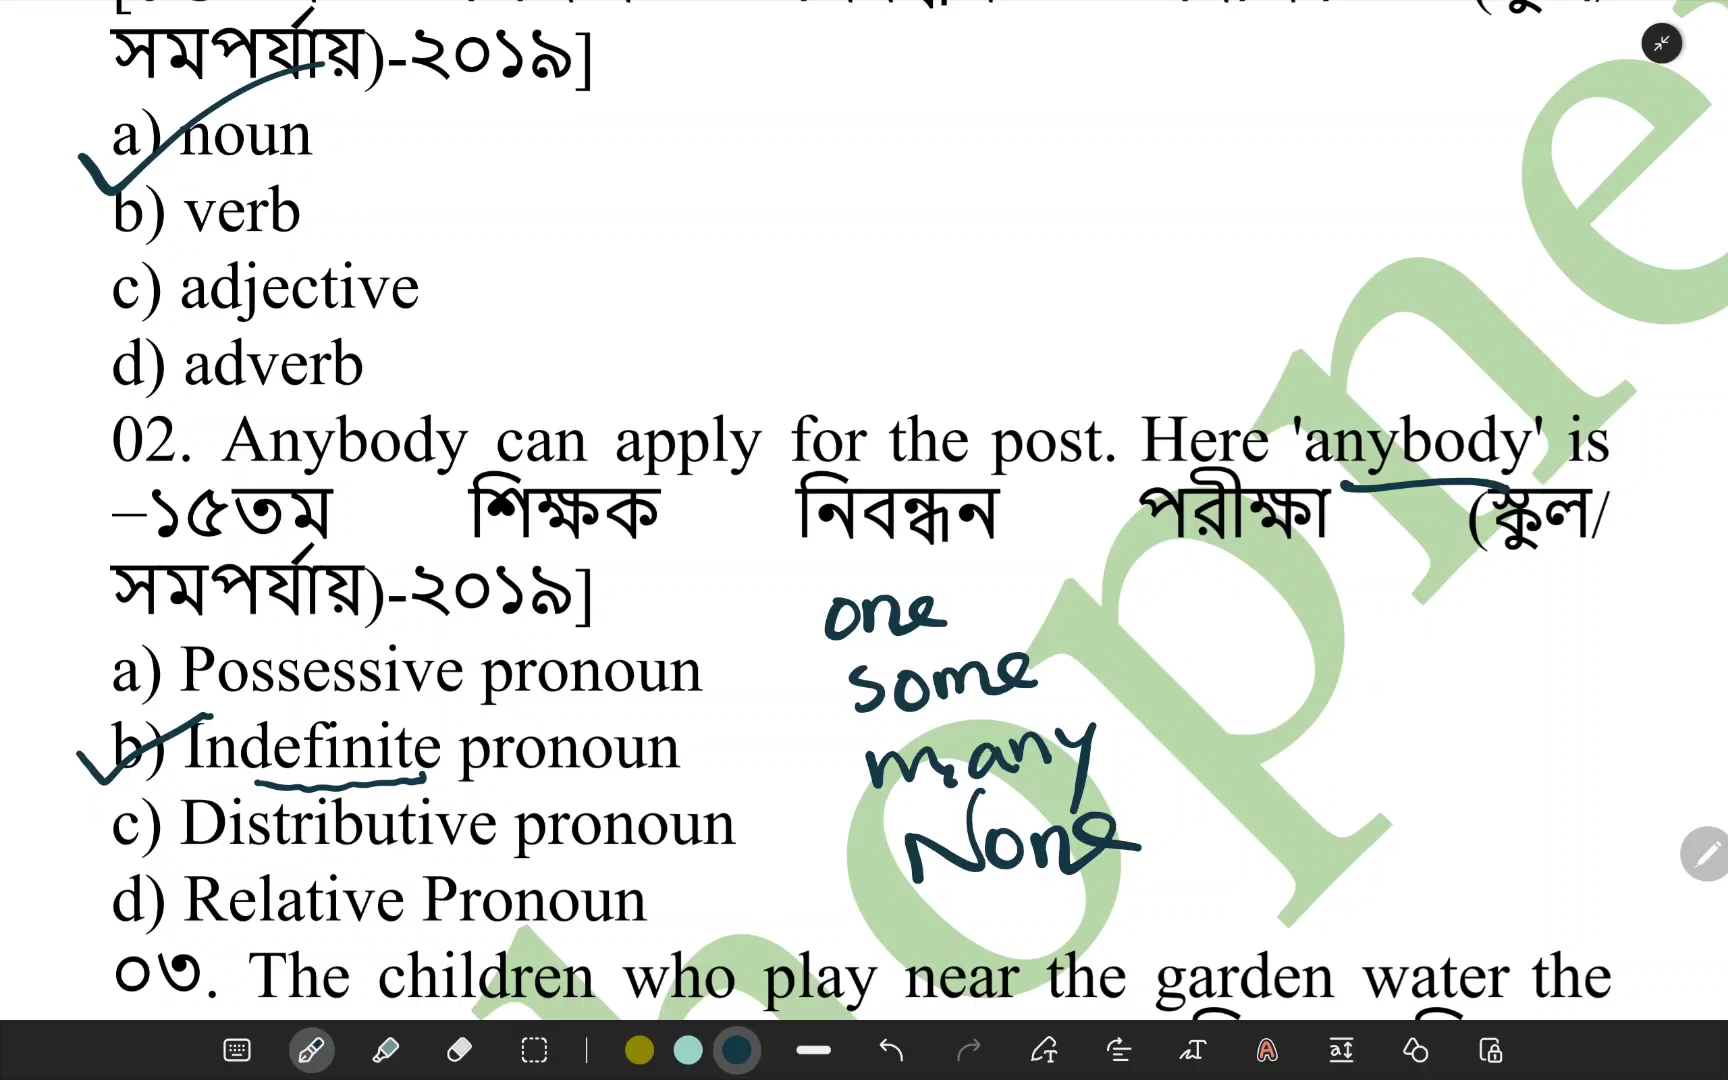 সমপর্যায়)-২০১৯]
a) noun
b) verb
c) adjective
d) adverb
02. Anybody can apply for the post. Here 'anybody' is
–১৫তম শিক্ষক নিবন্ধন পরীক্ষা (স্কুল/
সমপর্যায়)-২০১৯]
one
some
many
None
a) Possessive pronoun
b) Indefinite pronoun
c) Distributive pronoun
d) Relative Pronoun
০৩. The children who play near the garden water the